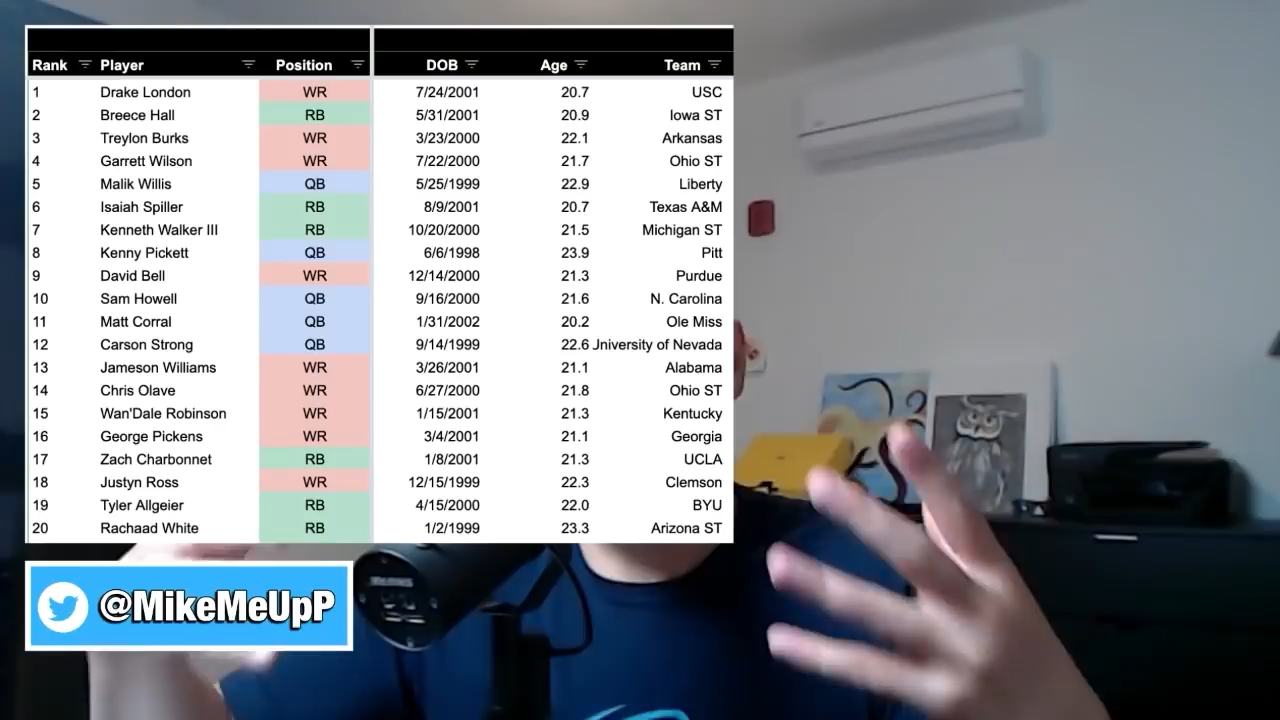 Rank Player Position DOB Age Team
1 Drake London WR 7/24/2001 20.7 USC
2 Breece Hall RB 5/31/2001 20.9 Iowa ST
3 Treylon Burks WR 3/23/2000 22.1 Arkansas
4 Garrett Wilson WR 7/22/2000 21.7 Ohio ST
5 Malik Willis QB 5/25/1999 22.9 Liberty
6 Isaiah Spiller RB 8/9/2001 20.7 Texas A&M
7 Kenneth Walker III RB 10/20/2000 21.5 Michigan ST
8 Kenny Pickett QB 6/6/1998 23.9 Pitt
9 David Bell WR 12/14/2000 21.3 Purdue
10 Sam Howell QB 9/16/2000 21.6 N. Carolina
11 Matt Corral QB 1/31/2002 20.2 Ole Miss
12 Carson Strong QB 9/14/1999 22.6 University of Nevada
13 Jameson Williams WR 3/26/2001 21.1 Alabama
14 Chris Olave WR 6/27/2000 21.8 Ohio ST
15 Wan'Dale Robinson WR 1/15/2001 21.3 Kentucky
16 George Pickens WR 3/4/2001 21.1 Georgia
17 Zach Charbonnet RB 1/8/2001 21.3 UCLA
18 Justyn Ross WR 12/15/1999 22.3 Clemson
19 Tyler Allgeier RB 4/15/2000 22.0 BYU
20 Rachaad White RB 1/2/1999 23.3 Arizona ST
@MikeMeUpP